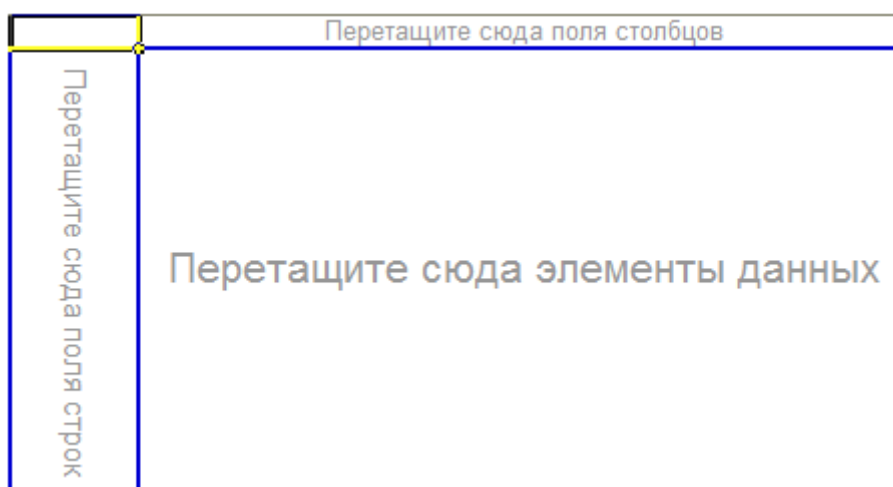 Перетащите сюда поля столбцов
Перетащите сюда поля строк
Перетащите сюда элементы данных